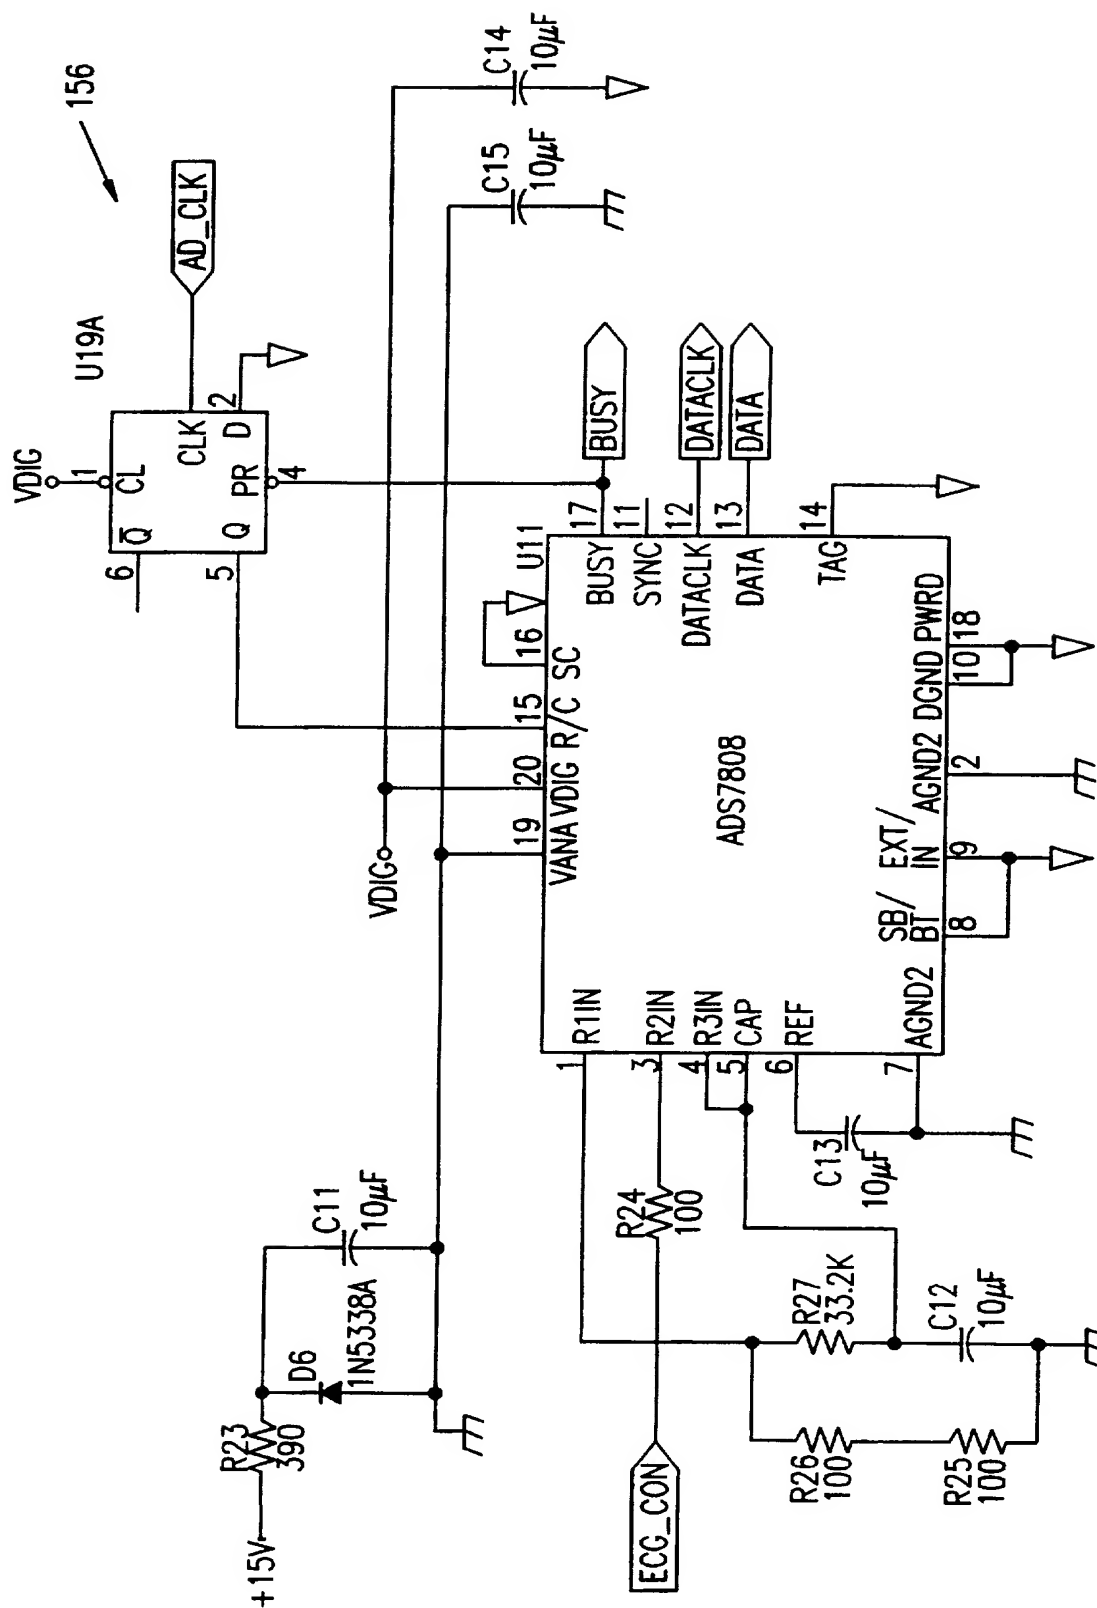 156
VDIG
1
CL
U19A
AD_CLK
CLK
2
D
Q
6
Q
5
PR
4
C14
10µF
C15
10µF
VDIG
+15V
R23
390
D6
1N5338A
C11
10µF
19
VANA
20
VDIG
15
R/C
16
SC
U11
ADS7808
17
BUSY
BUSY
11
SYNC
12
DATACLK
DATACLK
13
DATA
DATA
14
TAG
1
R1IN
3
R2IN
4
R3IN
5
CAP
6
REF
7
AGND2
SB/
BT
8
EXT/
IN
9
AGND2
2
DGND
10
PWRD
18
R24
100
ECG_CON
C13
10µF
R27
33.2K
C12
10µF
R26
100
R25
100